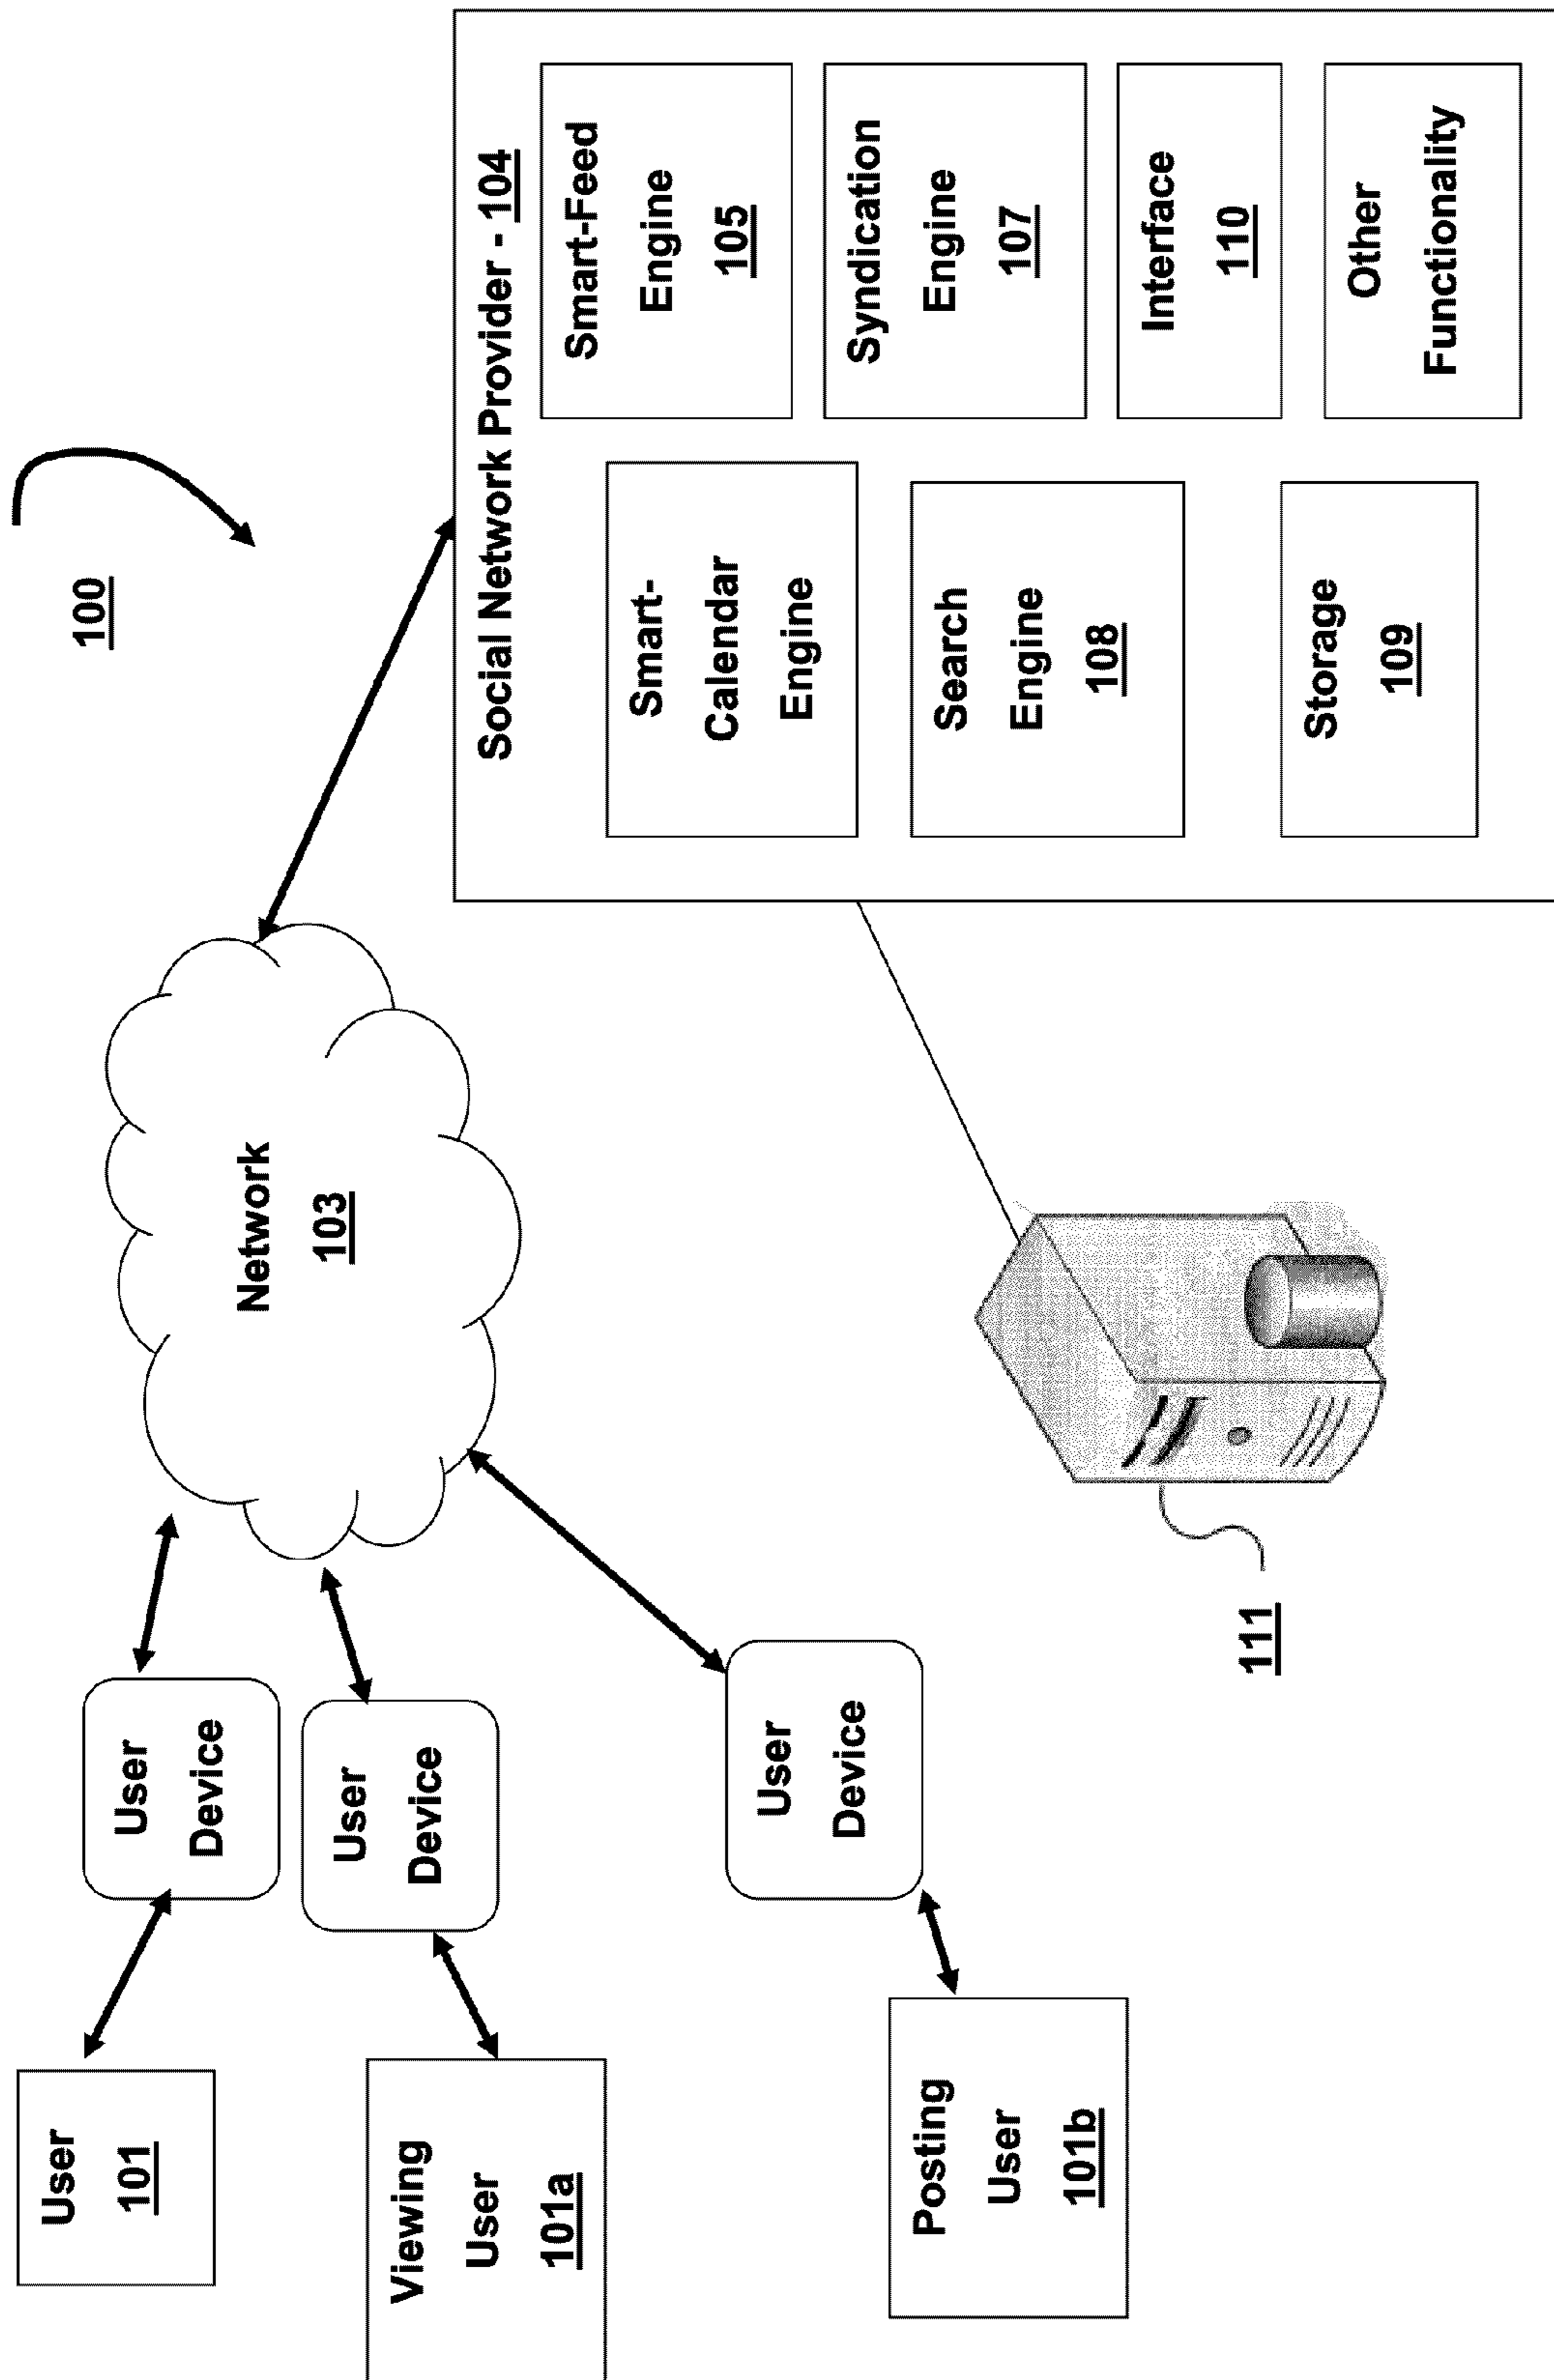 100
User
101
User
Device
Viewing
User
101a
User
Device
Posting
User
101b
User
Device
Network
103
111
Social Network Provider - 104
Smart-
Calendar
Engine
Smart-Feed
Engine
105
Search
Engine
108
Syndication
Engine
107
Storage
109
Interface
110
Other
Functionality